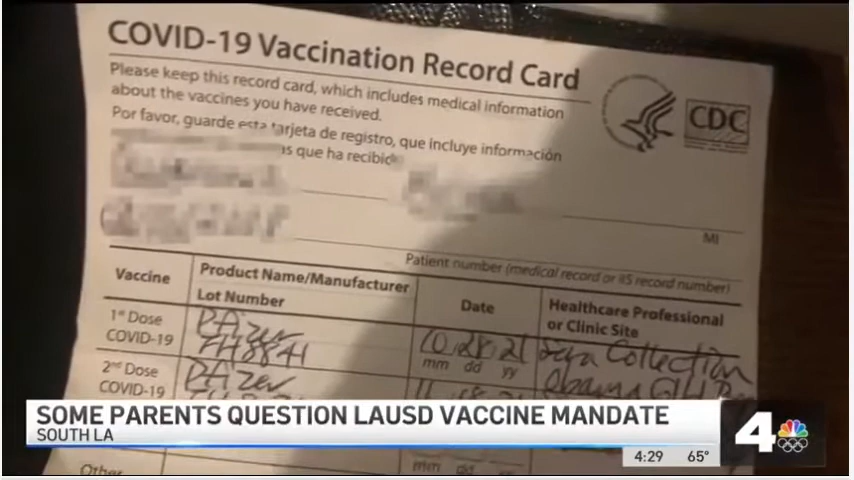 COVID-19 Vaccination Record Card
Please keep this record card, which includes medical information
about the vaccines you have received.
Por favor, guarde esta tarjeta de registro, que incluye información
que ha recibido
CDC
MI
Patient number (medical record or IIS record number)
Vaccine
Product Name/Manufacturer
Lot Number
Date
Healthcare Professional
or Clinic Site
1st Dose
COVID-19
Pfizer
10 28 21
mm dd yy
Collection
2nd Dose
COVID-19
Pfizer
Obama
SOME PARENTS QUESTION LAUSD VACCINE MANDATE
SOUTH LA
4
4:29 65°
Other
mm dd yy